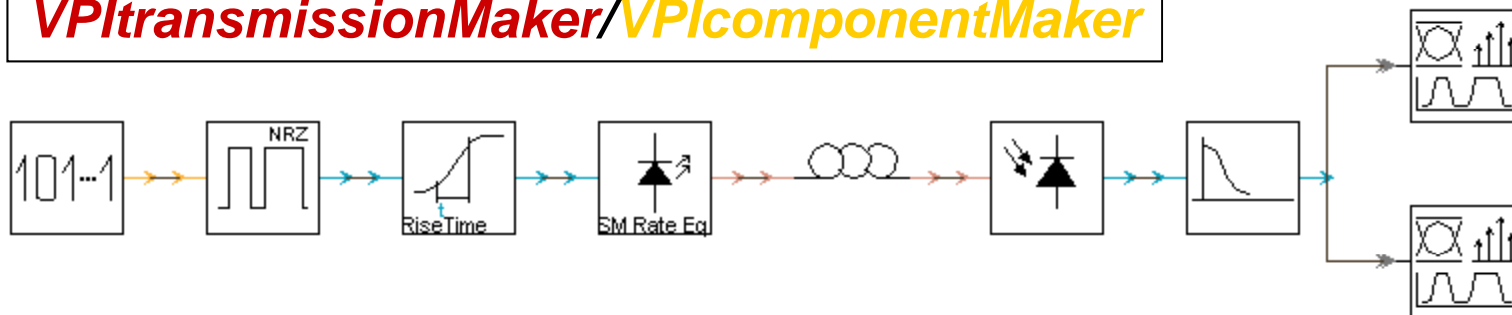 VPItransmissionMaker/VPIcomponentMaker
101...1
NRZ
t
RiseTime
SM Rate Eq